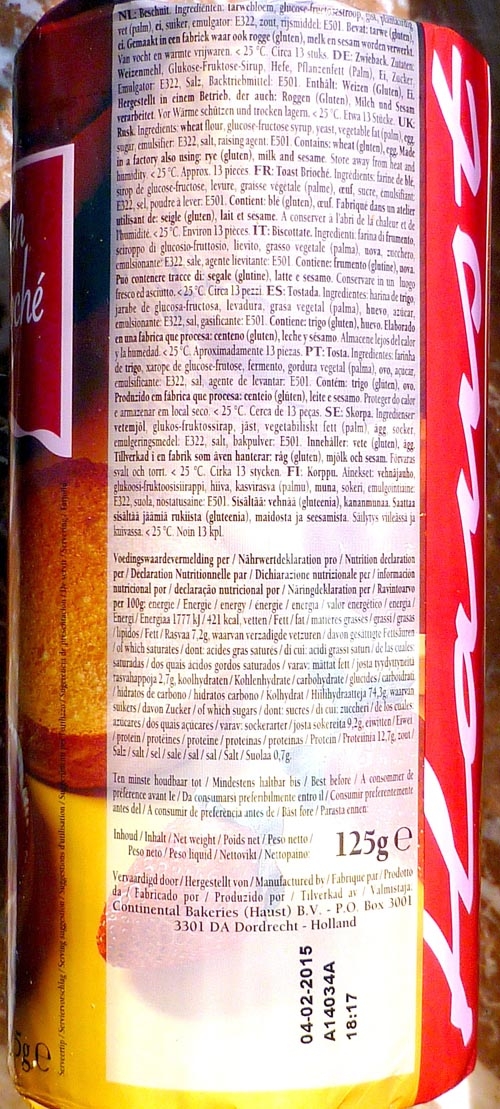 NL: Beschuit. Ingrediënten: tarwebloem, glucose-fructosestroop, gist, plantaardig
vet (palm), ei, suiker, emulgator: E322, zout, rijsmiddel: E501. Bevat: tarwe (gluten),
ei. Gemaakt in een fabriek waar ook rogge (gluten), melk en sesam worden verwerkt.
Van vocht en warmte vrijwaren. < 25 °C. Circa 13 stuks. DE: Zwieback. Zutaten:
Weizenmehl, Glukose-Fruktose-Sirup, Hefe, Pflanzenfett (Palm), Ei, Zucker,
Emulgator: E322, Salz, Backtriebmittel: E501. Enthält: Weizen (Gluten), Ei.
Hergestellt in einem Betrieb, der auch: Roggen (Gluten), Milch und Sesam
verarbeitet. Vor Wärme schützen und trocken lagern. < 25 °C. Etwa 13 Stücke. UK:
Rusk. Ingredients: wheat flour, glucose-fructose syrup, yeast, vegetable fat (palm), egg,
sugar, emulsifier: E322, salt, raising agent: E501. Contains: wheat (gluten), egg. Made
in a factory also using: rye (gluten), milk and sesame. Store away from heat and
humidity < 25 °C. Approx. 13 pieces. FR: Toast Brioché. Ingrédients: farine de blé,
sirop de glucose-fructose, levure, graisse végétale (palme), œuf, sucre, émulsifiant:
E322, sel, poudre à lever: E501. Contient: blé (gluten), œuf. Fabriqué dans un atelier
utilisant de: seigle (gluten), lait et sesame. A conserver à l'abri de la chaleur et de
l'humidité. < 25 °C. Environ 13 pièces. IT: Biscottate. Ingredienti: farina di frumento,
sciroppo di glucosio-fruttosio, lievito, grasso vegetale (palma), uova, zucchero,
emulsionante: E322, sale, agente lievitante: E501. Contiene: frumento (glutine), uova.
Può contenere tracce di: segale (glutine), latte e sesamo. Conservare in un luogo
fresco ed asciutto. < 25 °C. Circa 13 pezzi. ES: Tostada. Ingredientes: harina de trigo,
jarabe de glucosa-fructosa, levadura, grasa vegetal (palma), huevo, azúcar,
emulsionante: E322, sal, gasificante: E501. Contiene: trigo (gluten), huevo. Elaborado
en una fabrica que procesa: centeno (gluten), leche y sésamo. Almacene lejos del calor
y la humedad. < 25 °C. Aproximadamente 13 piezas. PT: Tosta. Ingredientes: farinha
de trigo, xarope de glucose-frutose, fermento, gordura vegetal (palma), ovo, açucar,
emulsificante: E322, sal, agente de levantar: E501. Contém: trigo (glúten), ovo.
Produzido em fábrica que procesa: centeio (glúten), leite e sesamo. Proteger do calor
e armazenar em local seco. < 25 °C. Cerca de 13 peças. SE: Skorpa. Ingredienser:
vetemjöl, glukos-fruktossirap, jäst, vegetabiliskt fett (palm), ägg, socker,
emulgeringsmedel: E322, salt, bakpulver: E501. Innehåller: vete (gluten), ägg.
Tillverkad i en fabrik som även hanterar: råg (gluten), mjölk och sesam. Förvaras
svalt och torrt. < 25 °C. Cirka 13 stycken. FI: Korppu. Ainekset: vehnäjauho,
glukoosi-fruktoosisiirappi, hiiva, kasvirasva (palmu), muna, sokeri, emulgointiaine:
E322, suola, nostatusaine: E501. Sisältää: vehnää (gluteenia), kananmunaa. Saattaa
sisältää jäämiä rukiista (gluteenia), maidosta ja seesamista. Säilytys viileässä ja
kuivassa. < 25 °C. Noin 13 kpl.
Voedingswaardevermelding per / Nährwertdeklaration pro / Nutrition declaration
per / Declaration Nutritionnelle par / Dichiarazione nutrizionale per / información
nutricional por / declaração nutricional por / Näringdeklaration per / Ravintoarvo
per 100g: energie / Energie / energy / énergie / energia / valor energético / energia /
Energi / Energiaa 1777 kJ / 421 kcal, vetten / Fett / fat / matieres grasses / grassi / grasas
/ lipidos / Fett / Rasvaa 7,2g, waarvan verzadigde vetzuren / davon gesättigte Fettsäuren
/ of which saturates / dont: acides gras saturés / di cui: acidi grassi saturi / de las cuales:
saturadas / dos quais ácidos gordos saturados / varav: mättat fett / josta tyydyttyneitä
rasvahappoja 2,7g, koolhydraten / Kohlenhydrate / carbohydrate / glucides / carboidrati
/ hidratos de carbono / hidratos carbono / Kolhydrat / Hiilihydraatteja 74,3g, waarvan
suikers / davon Zucker / of which sugars / dont: sucres / di cui: zuccheri / de los cuales:
azúcares / dos quais açúcares / varav: sockerarter / josta sokereita 9,2g, eiwitten / Eiwei
/ protein / protéines / proteine / proteinas / proteinas / Protein / Proteiinia 12,7g, zout /
Salz / salt / sel / sale / sal / sal / Salt / Suolaa 0,7g.
Ten minste houdbaar tot / Mindestens haltbar bis / Best before / A consommer de
préférence avant le / Da consumarsi preferibilmente entro il / Consumir preferentemente
antes del / A consumir de preferência antes de / Bäst före / Parasta ennen:
Inhoud / Inhalt / Net weight / Poids net / Peso netto /
Peso neto / Peso liquid / Nettovikt / Nettopaino:
125g e
Vervaardigd door / Hergestellt von / Manufactured by / Fabrique par / Prodotto
da / Fabricado por / Produzido por / Tillverkad av / Valmistaja:
Continental Bakeries (Haust) B.V. - P.O. Box 3001
3301 DA Dordrecht - Holland
04-02-2015
A14034A
18:17
Haust
ché
5g e